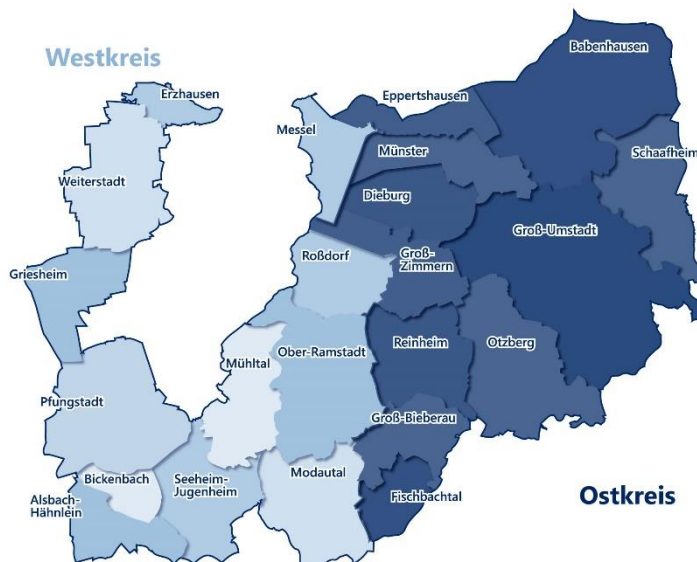 Babenhausen
Westkreis
Erzhausen
Eppertshausen
Messel
Münster
Schaafheim
Weiterstadt
Dieburg
Groß-Umstadt
Griesheim
Roßdorf
Groß-
Zimmern
Mühltal
Ober-Ramstadt
Reinheim
Otzberg
Pfungstadt
Groß-Bieberau
Bickenbach
Seeheim-
Jugenheim
Modautal
Alsbach-
Hähnlein
Fischbachtal
Ostkreis